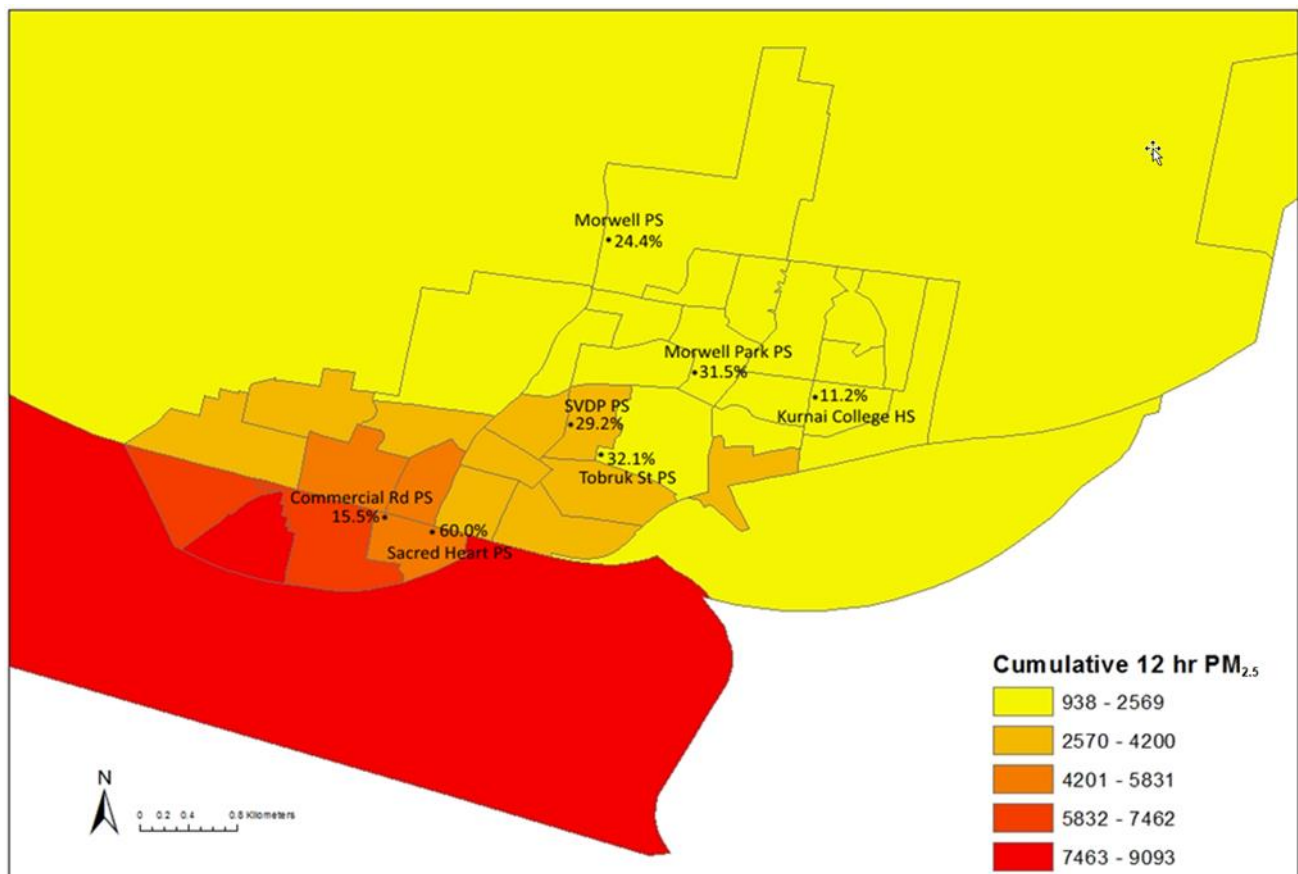 Morwell PS
24.4%
Morwell Park PS
31.5%
11.2%
Kurnai College HS
SVDP PS
29.2%
32.1%
Tobruk St PS
Commercial Rd PS
15.5%
60.0%
Sacred Heart PS
N
0 0.2 0.4 0.8 Kilometers
Cumulative 12 hr PM2.5
938 - 2569
2570 - 4200
4201 - 5831
5832 - 7462
7463 - 9093